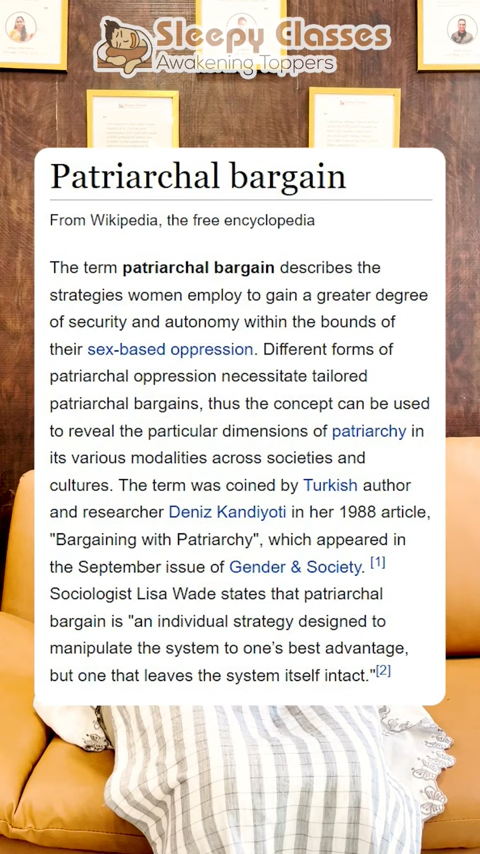 Sleepy Classes
Awakening Toppers
Patriarchal bargain
From Wikipedia, the free encyclopedia
The term patriarchal bargain describes the
strategies women employ to gain a greater degree
of security and autonomy within the bounds of
their sex-based oppression. Different forms of
patriarchal oppression necessitate tailored
patriarchal bargains, thus the concept can be used
to reveal the particular dimensions of patriarchy in
its various modalities across societies and
cultures. The term was coined by Turkish author
and researcher Deniz Kandiyoti in her 1988 article,
"Bargaining with Patriarchy", which appeared in
the September issue of Gender & Society. [1]
Sociologist Lisa Wade states that patriarchal
bargain is "an individual strategy designed to
manipulate the system to one’s best advantage,
but one that leaves the system itself intact."[2]